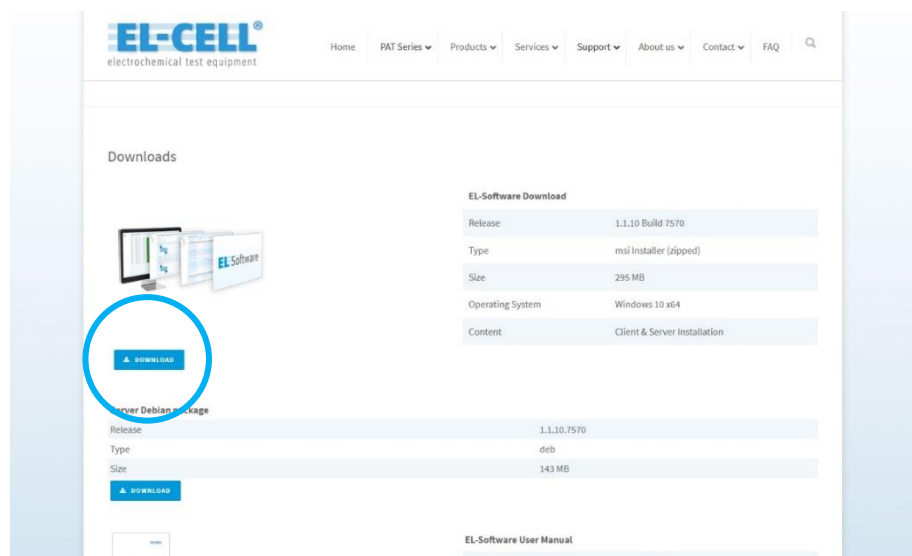 EL-CELL®
electrochemical test equipment
Home PAT Series Products Services Support About us Contact FAQ
Downloads
EL-Software Download
Release 1.1.10 Build 7570
Type msi Installer (zipped)
Size 295 MB
Operating System Windows 10 x64
Content Client & Server Installation
EL-Software
DOWNLOAD
Server Debian package
Release 1.1.10.7570
Type deb
Size 143 MB
DOWNLOAD
EL-Software User Manual